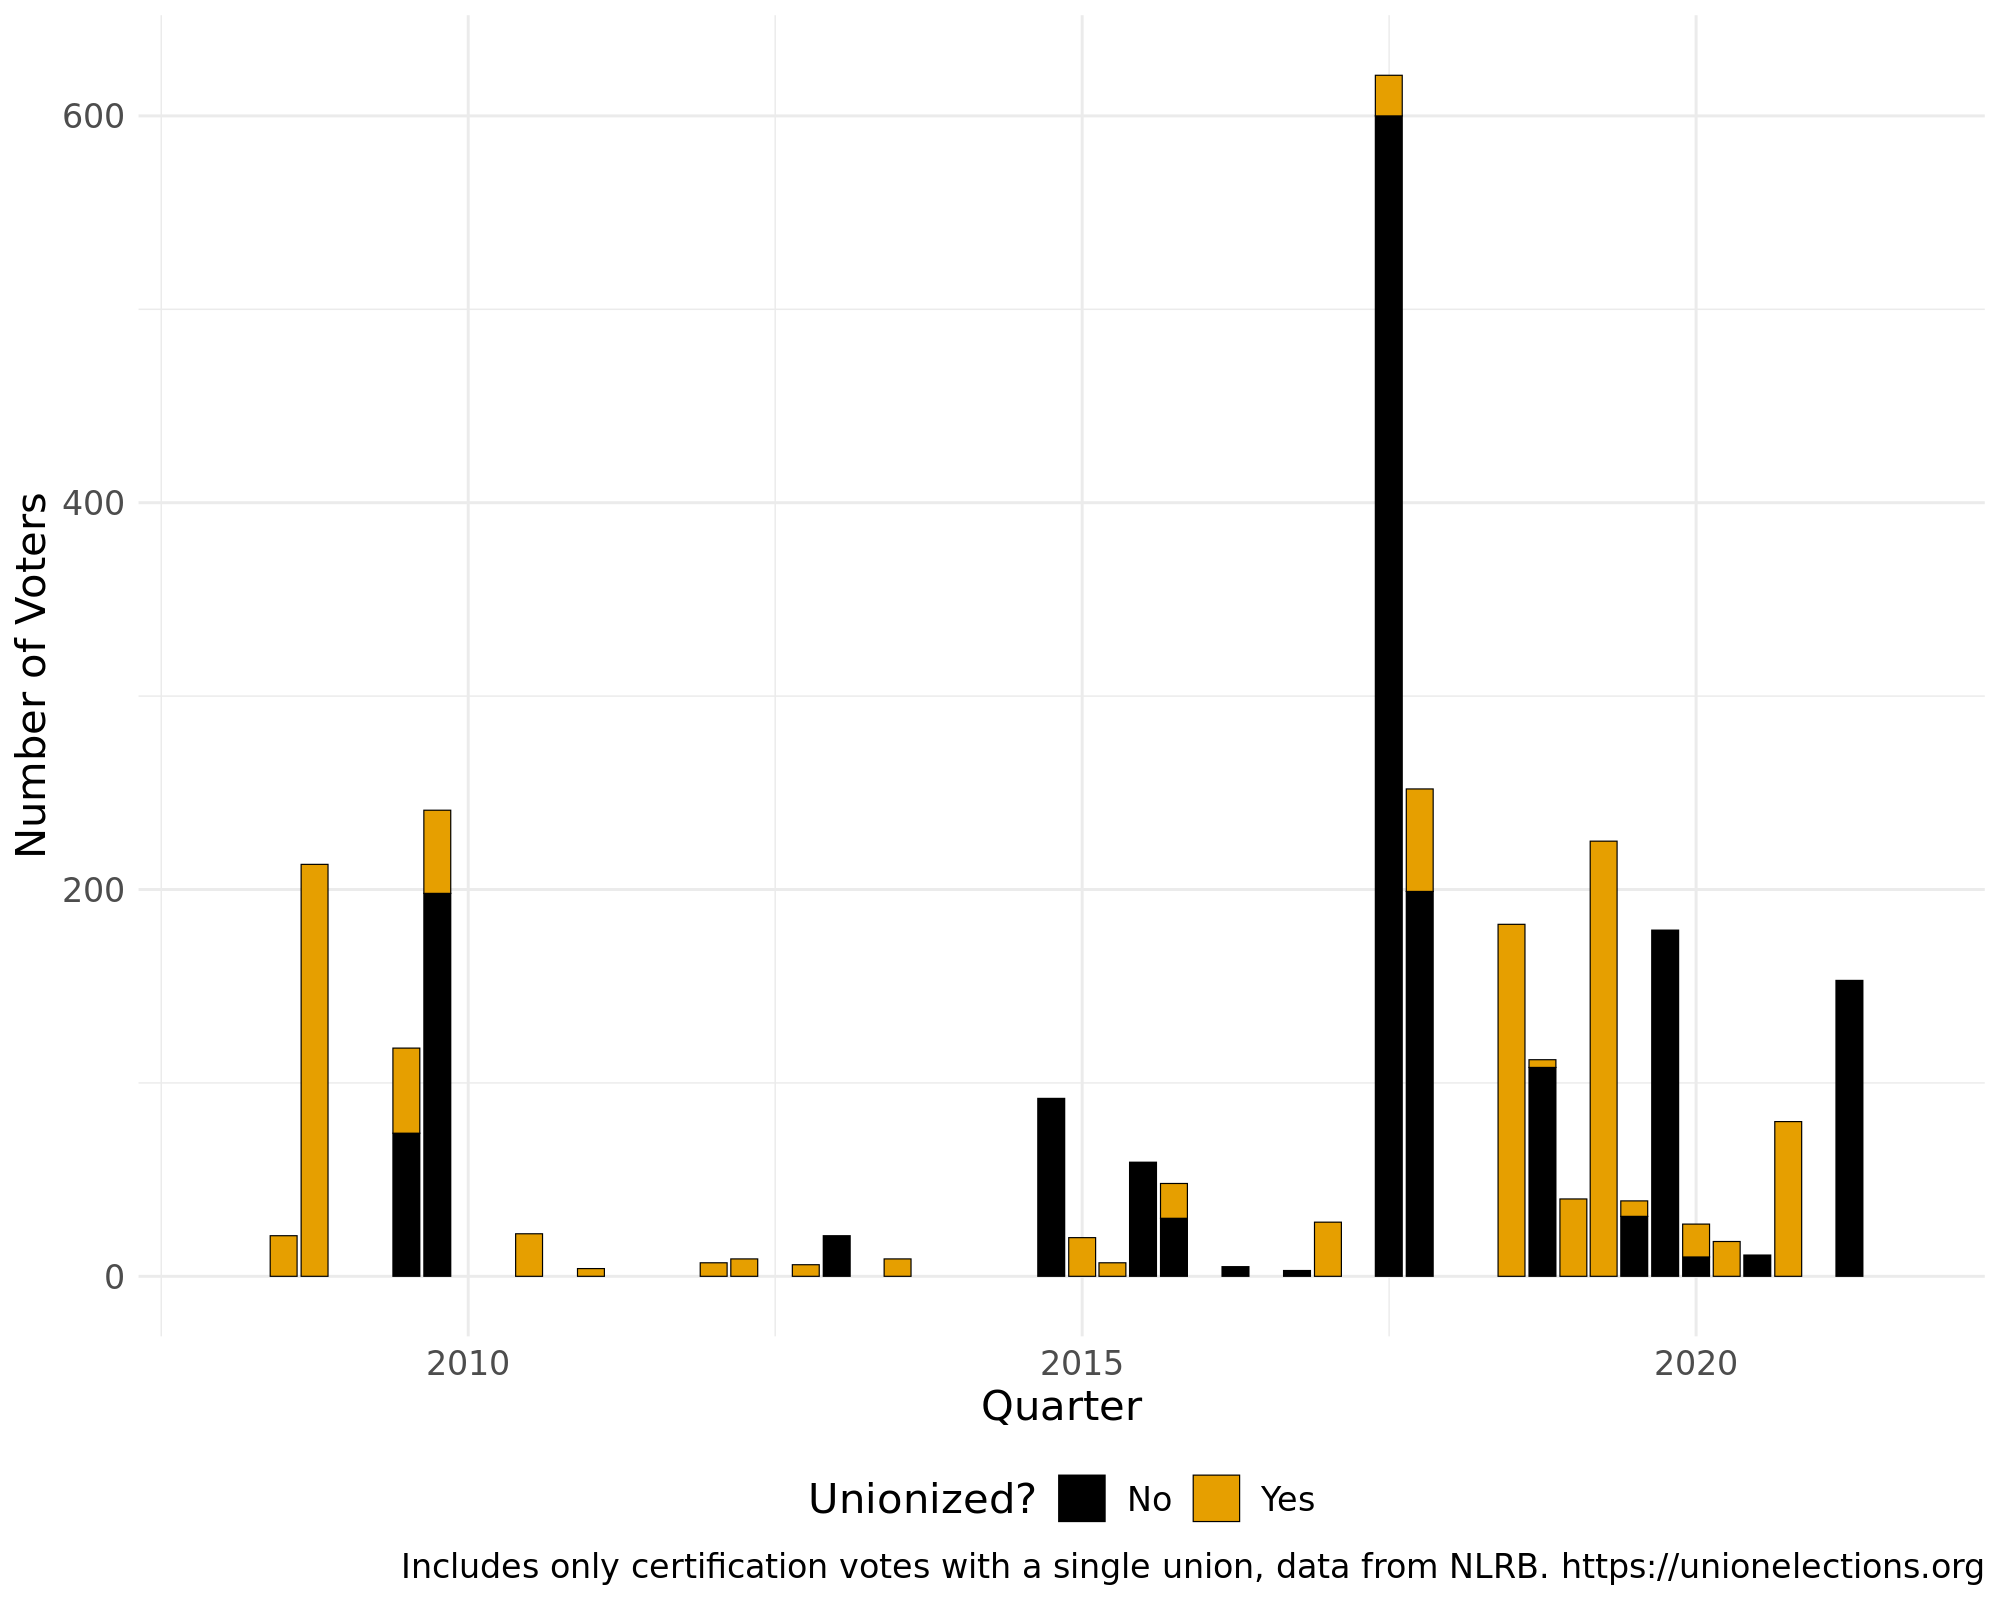 600
400
200
0
Number of Voters
2010 2015 2020
Quarter
Unionized? No Yes
Includes only certification votes with a single union, data from NLRB. https://unionelections.org